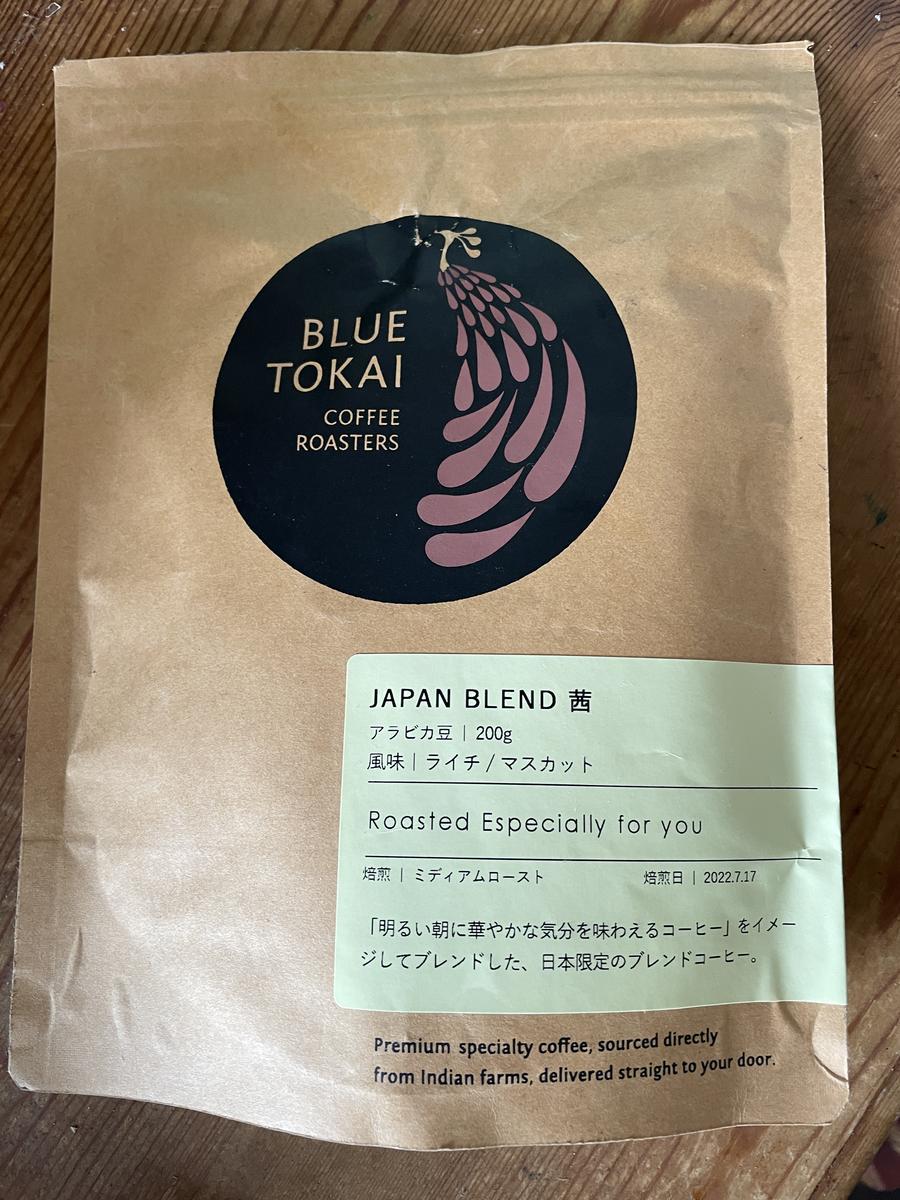 BLUE
TOKAI
COFFEE
ROASTERS
JAPAN BLEND 茜
アラビカ豆 | 200g
風味 | ライチ / マスカット
Roasted Especially for you
焙煎 | ミディアムロースト 焙煎日 | 2022.7.17
「明るい朝に華やかな気分を味わえるコーヒー」をイメー
ジしてブレンドした、日本限定のブレンドコーヒー。
Premium specialty coffee, sourced directly
from Indian farms, delivered straight to your door.